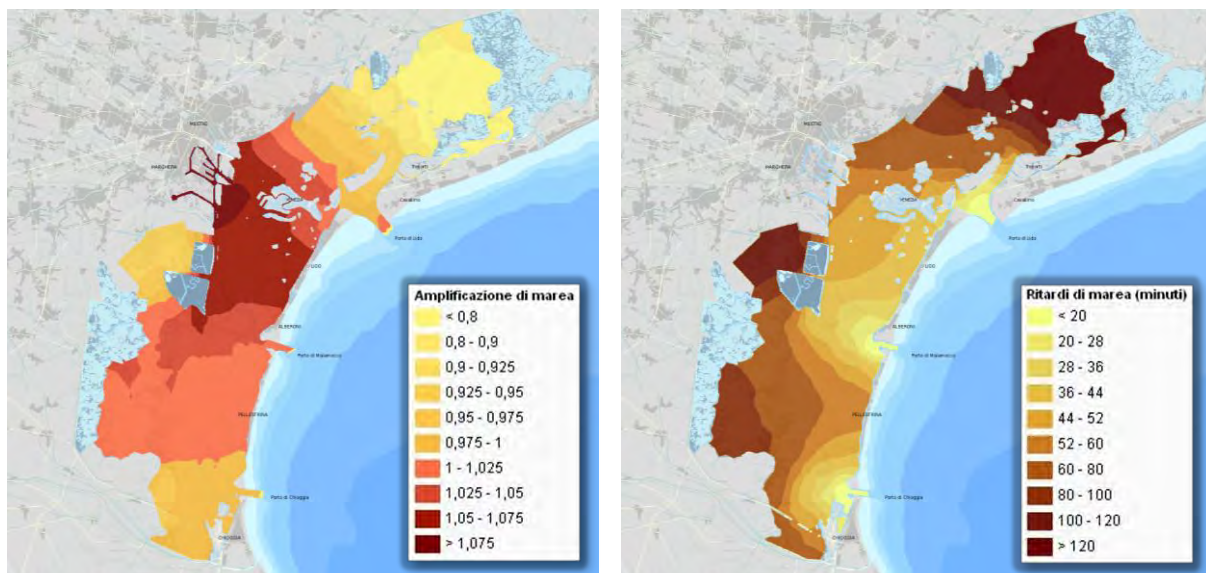 MESTRE
MARGHERA
VENEZIA
Treporti
Cavallino
Porto di Lido
LIDO
ALBERONI
Porto di Malamocco
PELLESTRINA
Porto di Chioggia
CHIOGGIA
Amplificazione di marea
< 0,8
0,8 - 0,9
0,9 - 0,925
0,925 - 0,95
0,95 - 0,975
0,975 - 1
1 - 1,025
1,025 - 1,05
1,05 - 1,075
> 1,075
MESTRE
MARGHERA
VENEZIA
Treporti
Cavallino
Porto di Lido
LIDO
ALBERONI
Porto di Malamocco
PELLESTRINA
Porto di Chioggia
CHIOGGIA
Ritardi di marea (minuti)
< 20
20 - 28
28 - 36
36 - 44
44 - 52
52 - 60
60 - 80
80 - 100
100 - 120
> 120